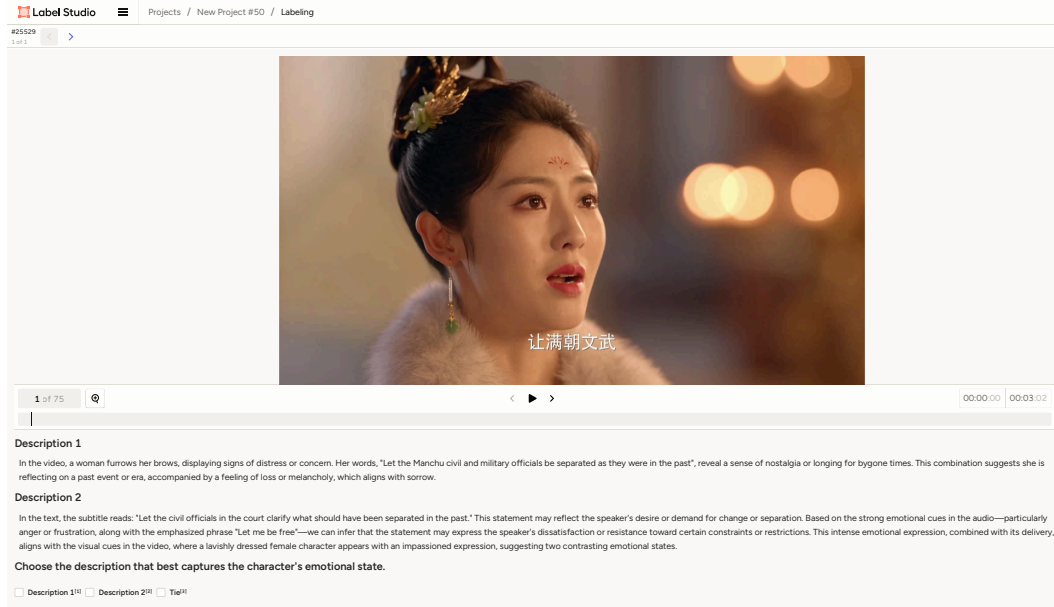 Label Studio
Projects / New Project #50 / Labeling
#25529
1 of 1
让满朝文武
1 of 75
00:00:00
00:03:02
Description 1
In the video, a woman furrows her brows, displaying signs of distress or concern. Her words, "Let the Manchu civil and military officials be separated as they were in the past", reveal a sense of nostalgia or longing for bygone times. This combination suggests she is
reflecting on a past event or era, accompanied by a feeling of loss or melancholy, which aligns with sorrow.
Description 2
In the text, the subtitle reads: "Let the civil officials in the court clarify what should have been separated in the past." This statement may reflect the speaker's desire or demand for change or separation. Based on the strong emotional cues in the audio—particularly
anger or frustration, along with the emphasized phrase "Let me be free"—we can infer that the statement may express the speaker's dissatisfaction or resistance toward certain constraints or restrictions. This intense emotional expression, combined with its delivery,
aligns with the visual cues in the video, where a lavishly dressed female character appears with an impassioned expression, suggesting two contrasting emotional states.
Choose the description that best captures the character's emotional state.
Description 1[1] Description 2[2] Tie[3]